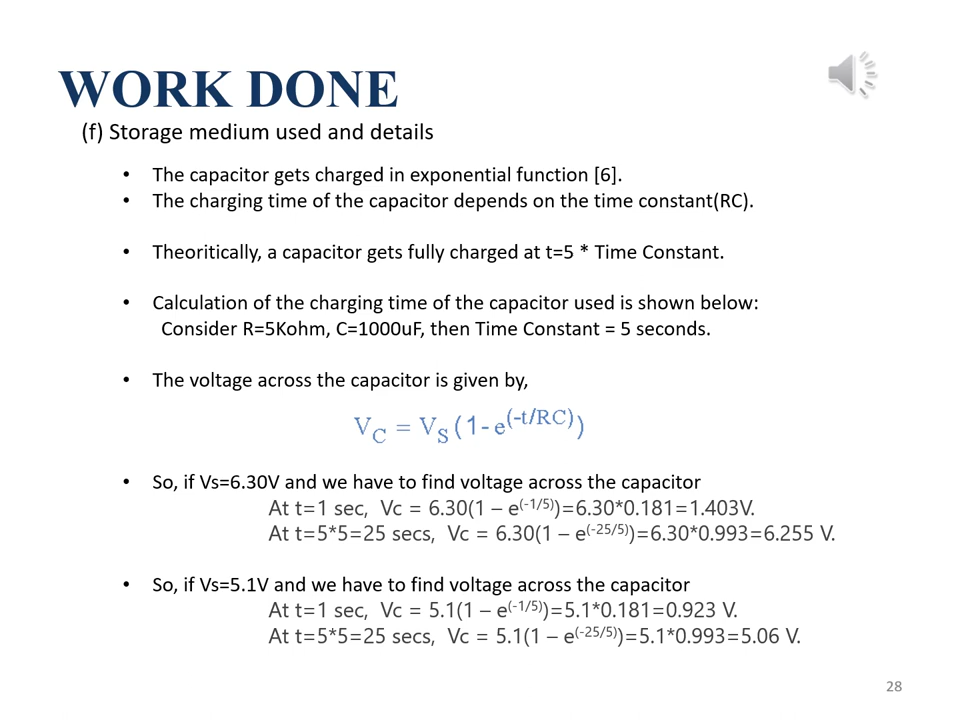 WORK DONE
(f) Storage medium used and details
• The capacitor gets charged in exponential function [6].
• The charging time of the capacitor depends on the time constant(RC).
• Theoritically, a capacitor gets fully charged at t=5 * Time Constant.
• Calculation of the charging time of the capacitor used is shown below:
Consider R=5Kohm, C=1000uF, then Time Constant = 5 seconds.
• The voltage across the capacitor is given by,
V_C = V_S (1- e^(-t/RC))
• So, if Vs=6.30V and we have to find voltage across the capacitor
At t=1 sec, Vc = 6.30(1 – e^(-1/5))=6.30*0.181=1.403V.
At t=5*5=25 secs, Vc = 6.30(1 – e^(-25/5))=6.30*0.993=6.255 V.
• So, if Vs=5.1V and we have to find voltage across the capacitor
At t=1 sec, Vc = 5.1(1 – e^(-1/5))=5.1*0.181=0.923 V.
At t=5*5=25 secs, Vc = 5.1(1 – e^(-25/5))=5.1*0.993=5.06 V.
28